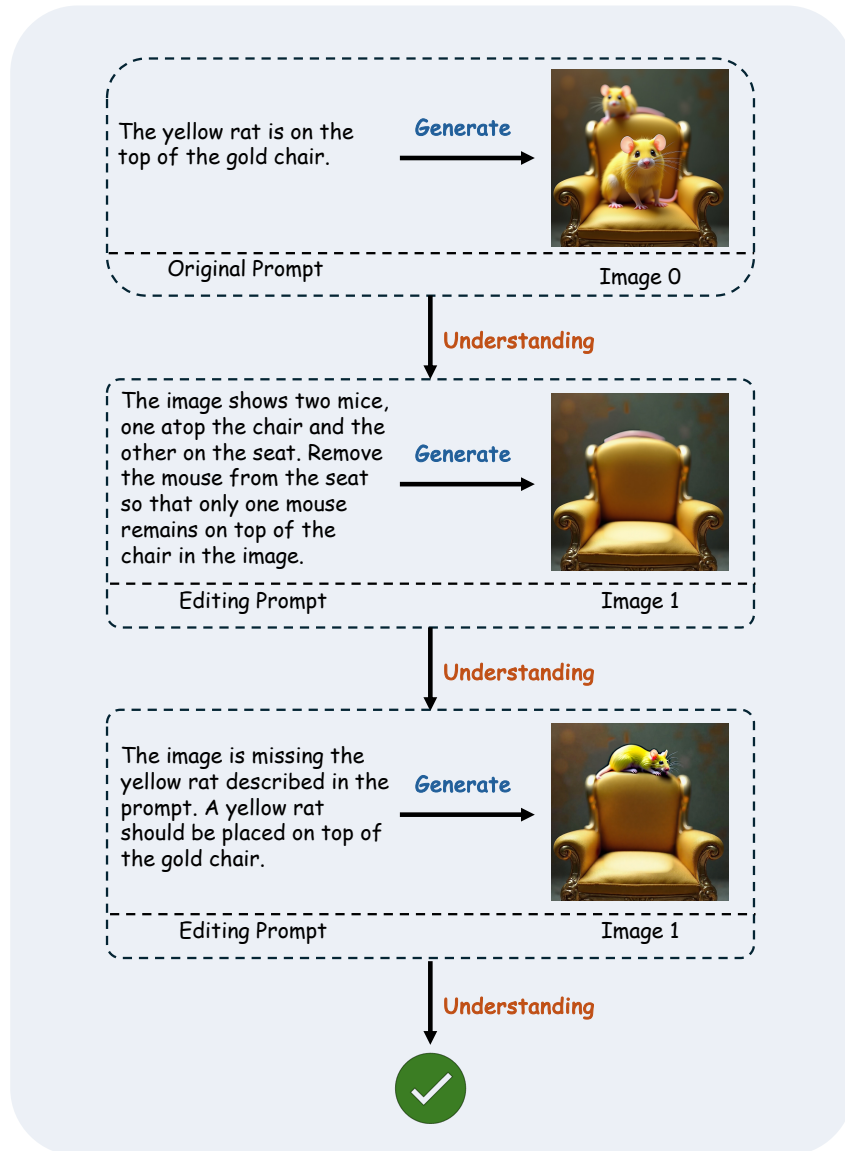 The yellow rat is on the
top of the gold chair.
Generate
Original Prompt
Image 0
Understanding
The image shows two mice,
one atop the chair and the
other on the seat. Remove
the mouse from the seat
so that only one mouse
remains on top of the
chair in the image.
Generate
Editing Prompt
Image 1
Understanding
The image is missing the
yellow rat described in the
prompt. A yellow rat
should be placed on top of
the gold chair.
Generate
Editing Prompt
Image 1
Understanding